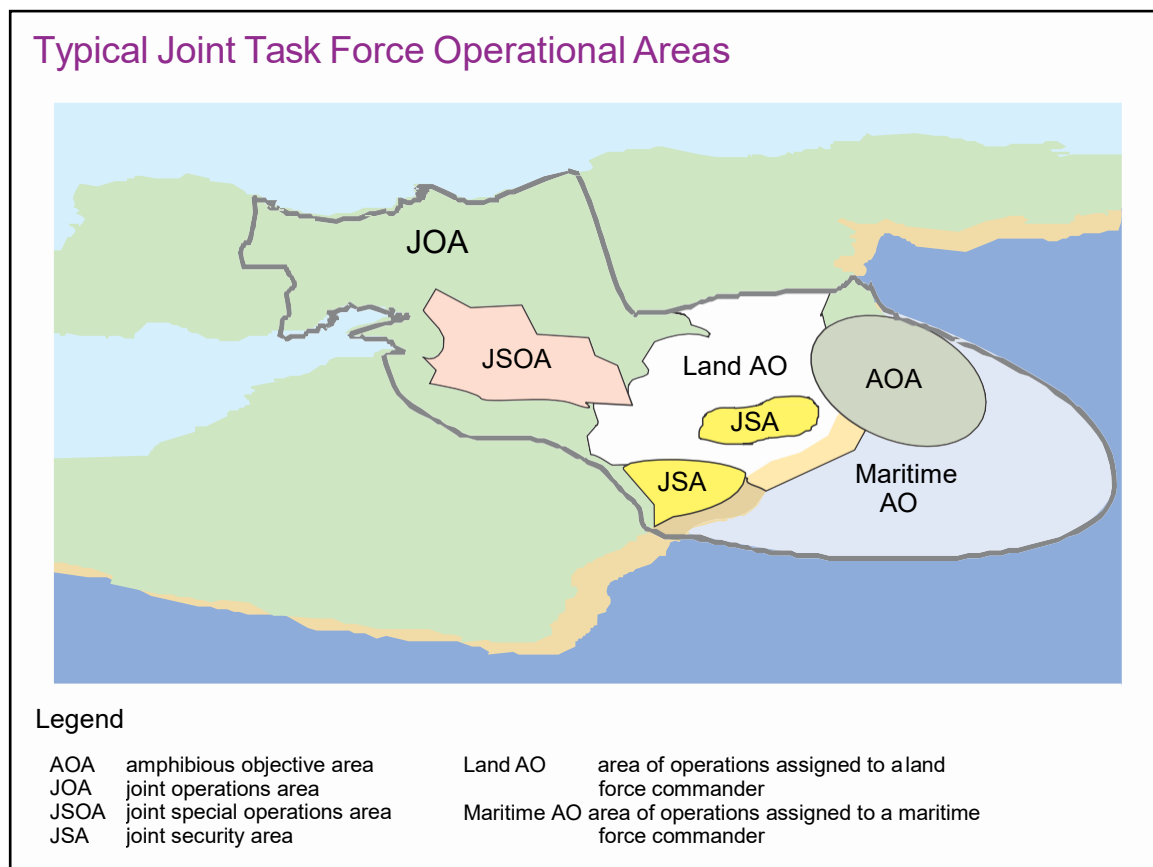 Typical Joint Task Force Operational Areas
JOA
JSOA
Land AO
AOA
JSA
JSA
Maritime
AO
Legend
AOA amphibious objective area
JOA joint operations area
JSOA joint special operations area
JSA joint security area
Land AO area of operations assigned to a land
force commander
Maritime AO area of operations assigned to a maritime
force commander